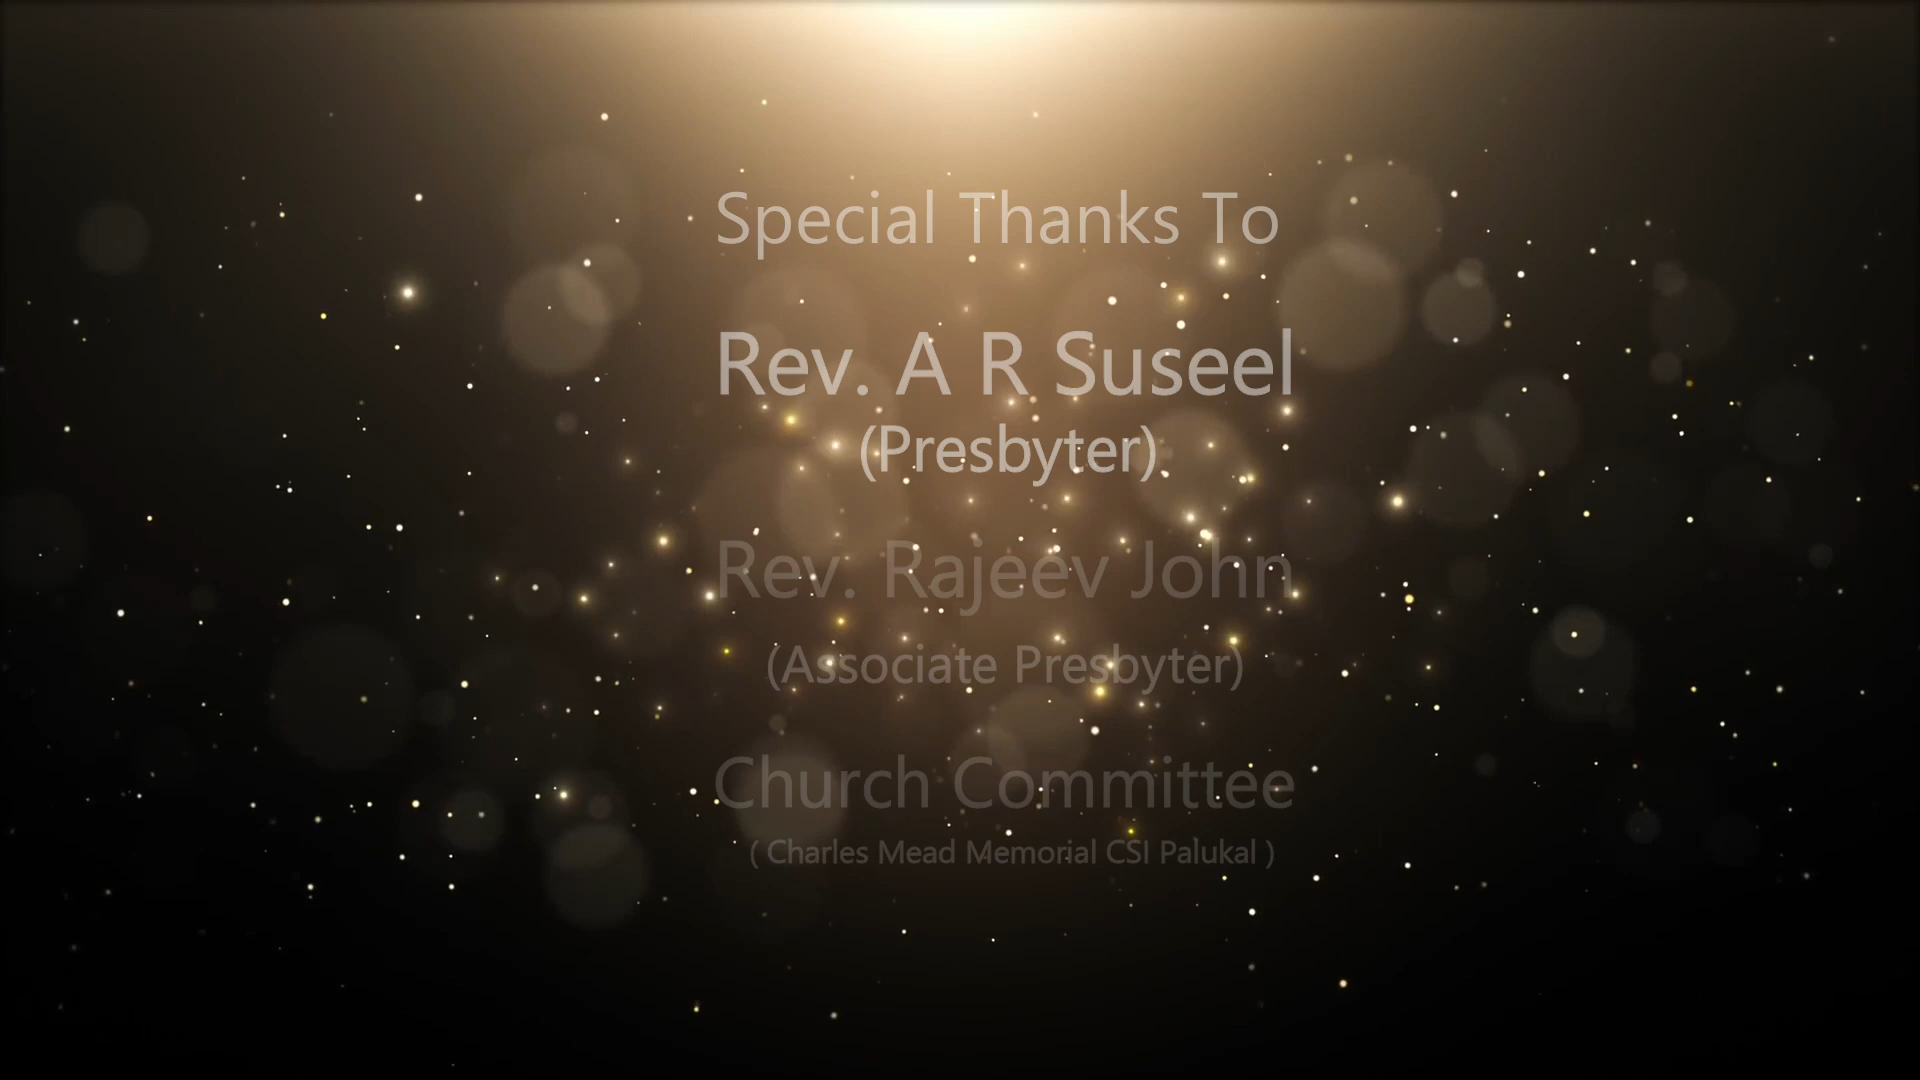 Special Thanks To
Rev. A R Suseel
(Presbyter)
Rev. Rajeev John
(Associate Presbyter)
Church Committee
( Charles Mead Memorial CSI Palukal )